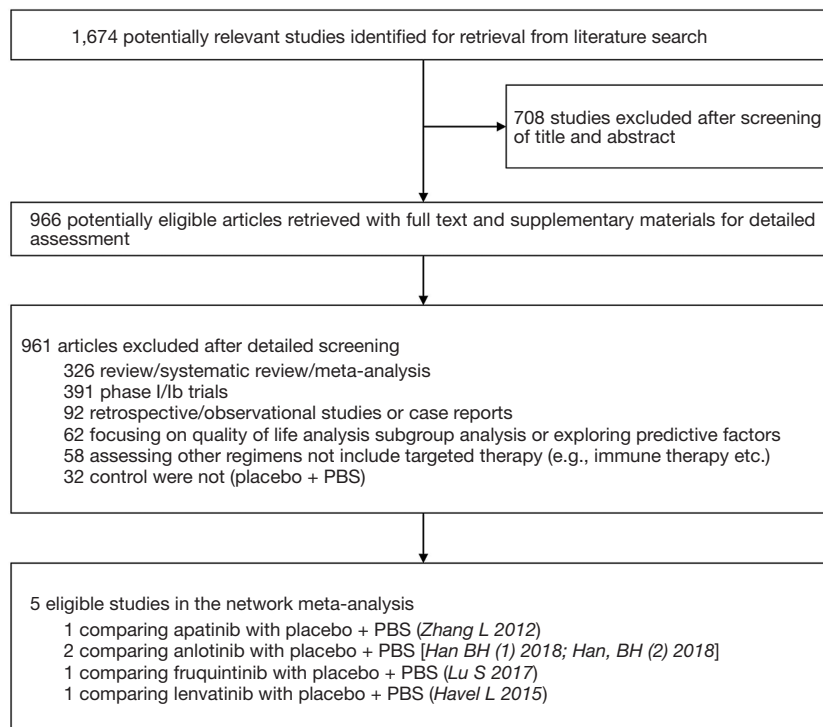 1,674 potentially relevant studies identified for retrieval from literature search
708 studies excluded after screening
of title and abstract
966 potentially eligible articles retrieved with full text and supplementary materials for detailed
assessment
961 articles excluded after detailed screening
326 review/systematic review/meta-analysis
391 phase I/Ib trials
92 retrospective/observational studies or case reports
62 focusing on quality of life analysis subgroup analysis or exploring predictive factors
58 assessing other regimens not include targeted therapy (e.g., immune therapy etc.)
32 control were not (placebo + PBS)
5 eligible studies in the network meta-analysis
1 comparing apatinib with placebo + PBS (Zhang L 2012)
2 comparing anlotinib with placebo + PBS [Han BH (1) 2018; Han, BH (2) 2018]
1 comparing fruquintinib with placebo + PBS (Lu S 2017)
1 comparing lenvatinib with placebo + PBS (Havel L 2015)